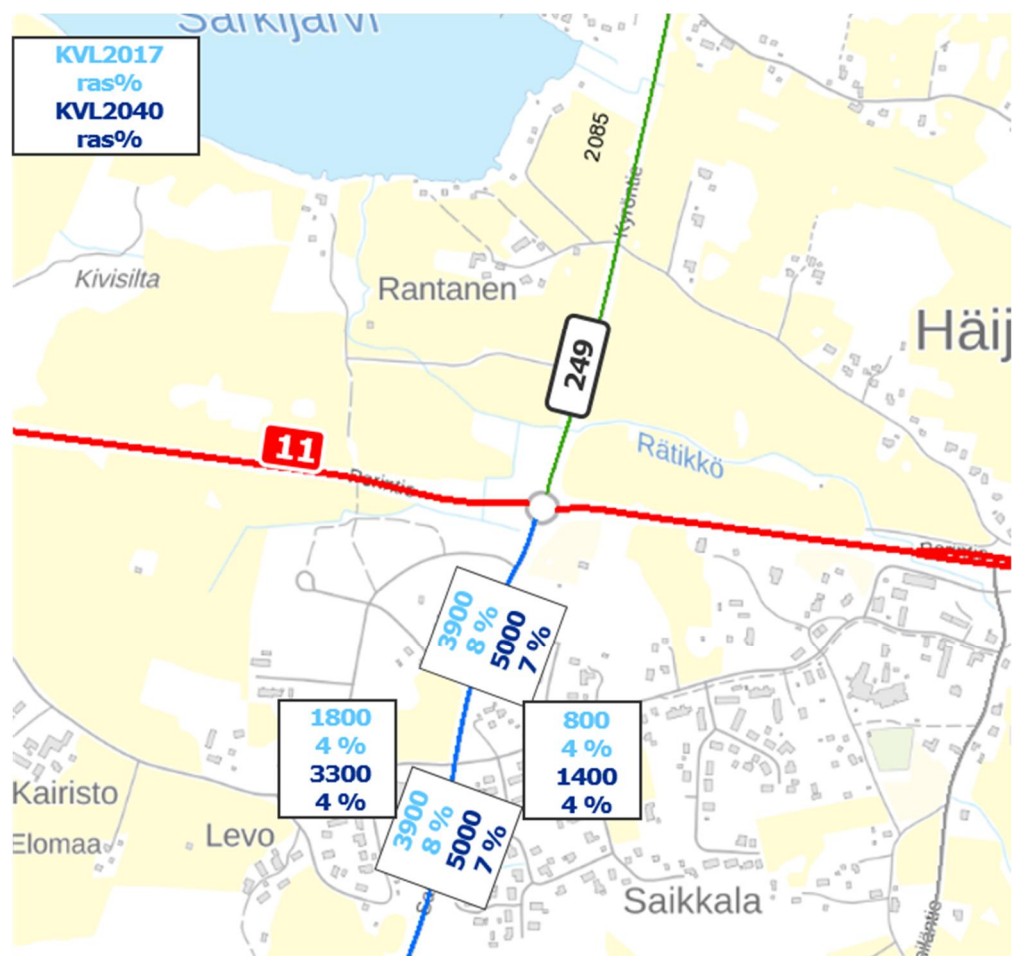 Särkijärvi
KVL2017
ras%
KVL2040
ras%
2085
Kyröntie
Kivisilta
Rantanen
Häij
249
11
Rätikkö
Porintie
Porintie
3900
8 %
5000
7 %
1800
4 %
3300
4 %
800
4 %
1400
4 %
Kairisto
3900
8 %
5000
7 %
Elomaa
Levo
Saikkala